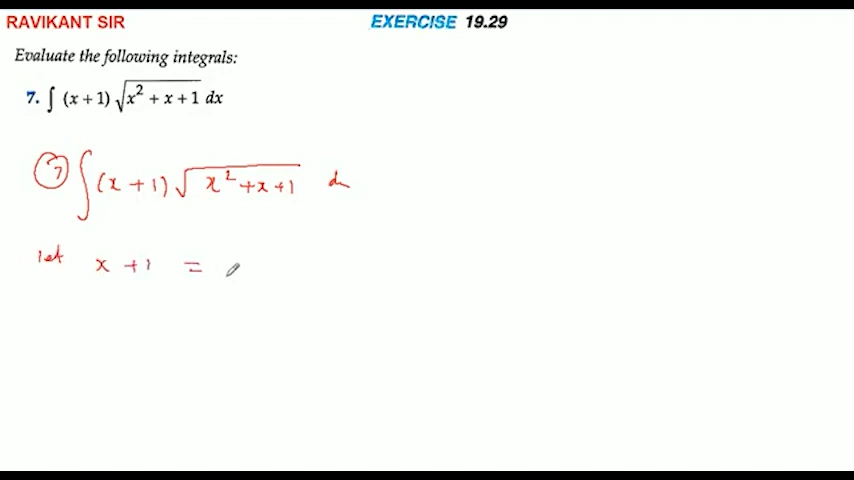 RAVIKANT SIR
EXERCISE 19.29
Evaluate the following integrals:
7. ∫ (x + 1) √(x² + x + 1) dx
(7) ∫ (x + 1) √(x² + x + 1) dx
let x + 1 =